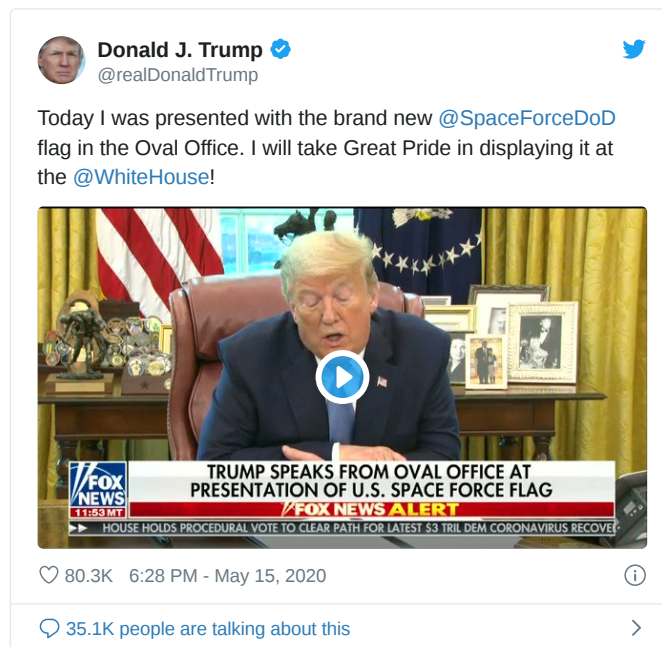 Donald J. Trump
@realDonaldTrump
Today I was presented with the brand new @SpaceForceDoD
flag in the Oval Office. I will take Great Pride in displaying it at
the @WhiteHouse!
TRUMP SPEAKS FROM OVAL OFFICE AT
PRESENTATION OF U.S. SPACE FORCE FLAG
FOX
NEWS
11:53 MT
FOX NEWS ALERT
HOUSE HOLDS PROCEDURAL VOTE TO CLEAR PATH FOR LATEST $3 TRIL DEM CORONAVIRUS RECOVE
80.3K 6:28 PM - May 15, 2020
35.1K people are talking about this